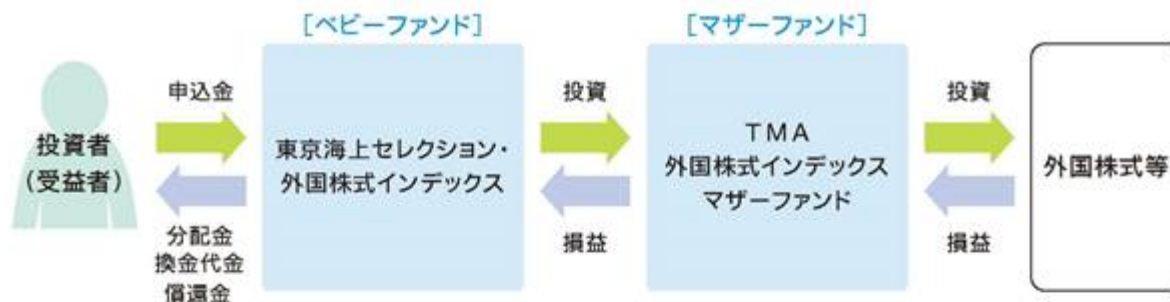 [ベビーファンド]
[マザーファンド]
投資者
(受益者)
申込金
分配金
換金代金
償還金
東京海上セレクション・
外国株式インデックス
投資
損益
TMA
外国株式インデックス
マザーファンド
投資
損益
外国株式等